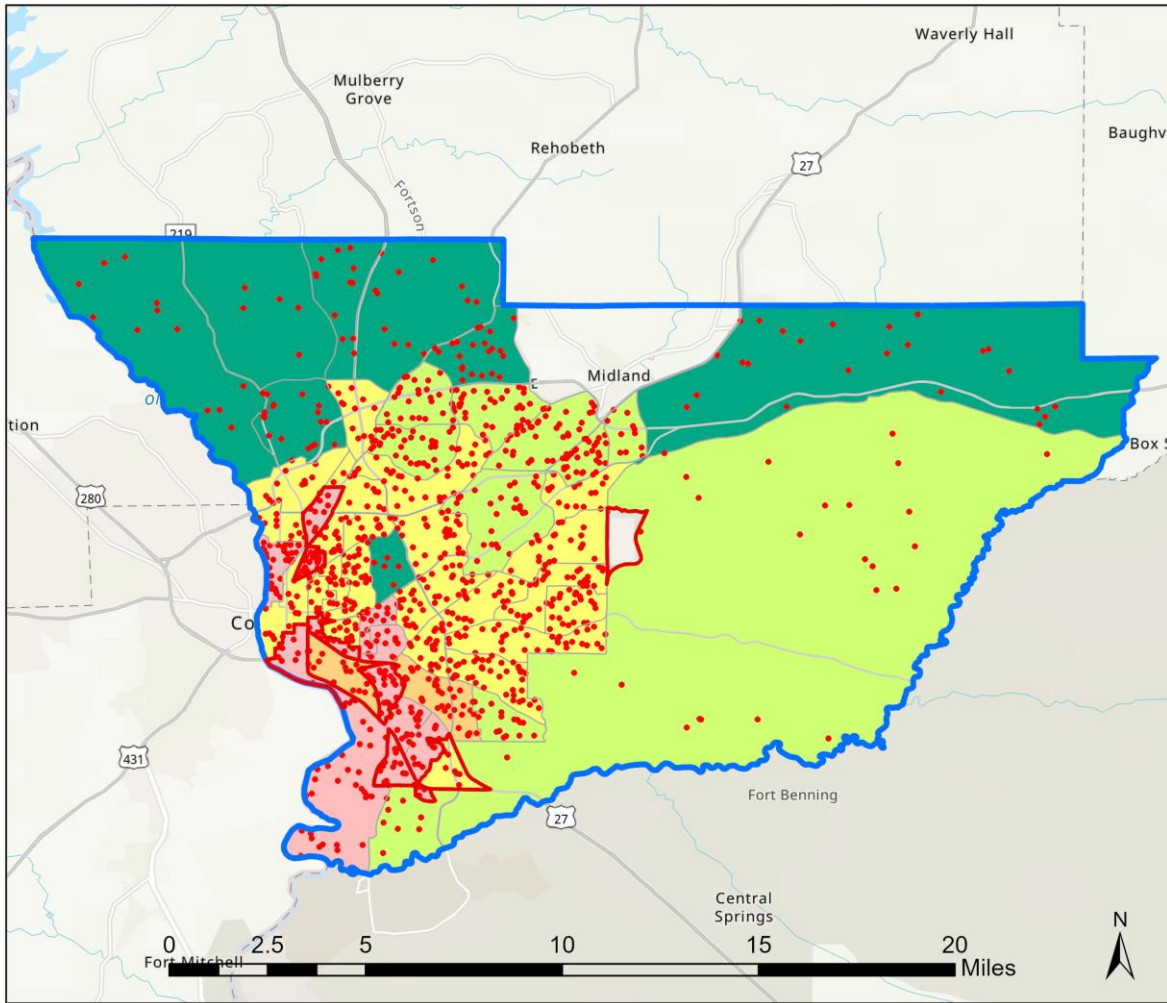 Waverly Hall
Mulberry
Grove
Baughv
Rehobeth
27
Fortson
219
Midland
E
ol
tion
Box S
280
Co
431
Fort Benning
27
Central
Springs
N
0 2.5 5 10 15 20
Miles
Fort Mitchell